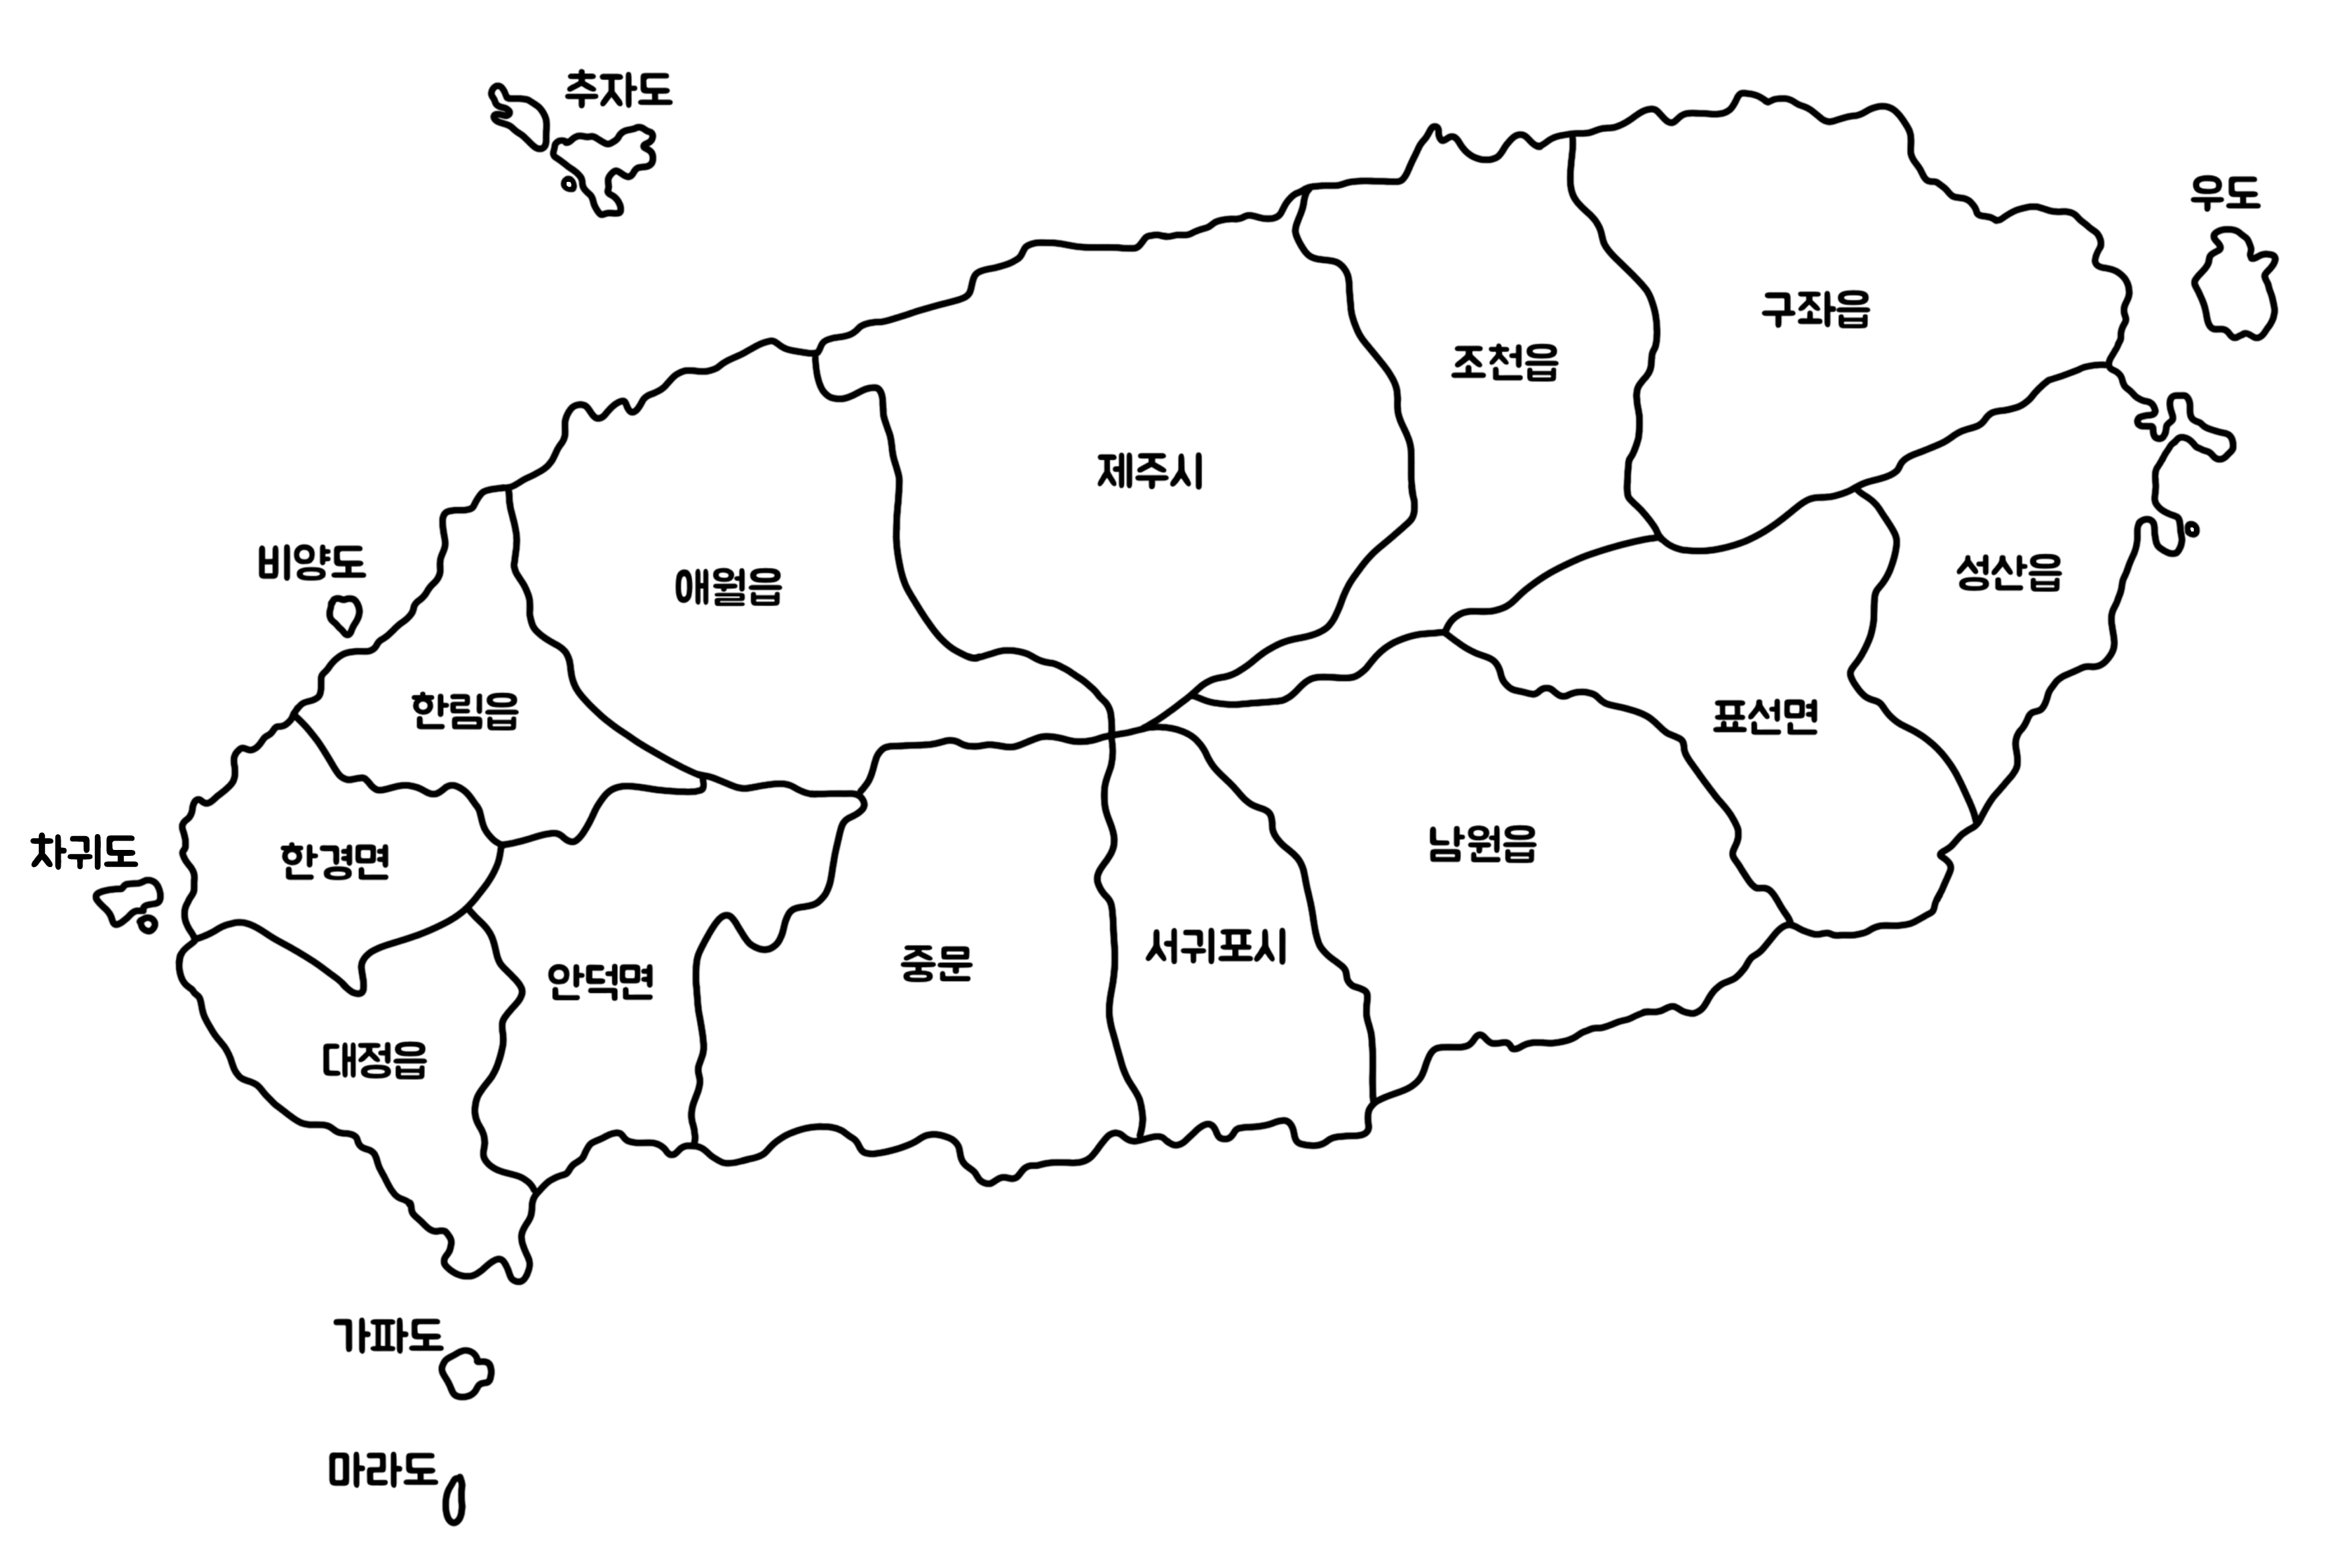 추자도
우도
구좌읍
조천읍
제주시
비양도
애월읍
성산읍
한림읍
표선면
차귀도
한경면
남원읍
서귀포시
중문
안덕면
대정읍
가파도
마라도